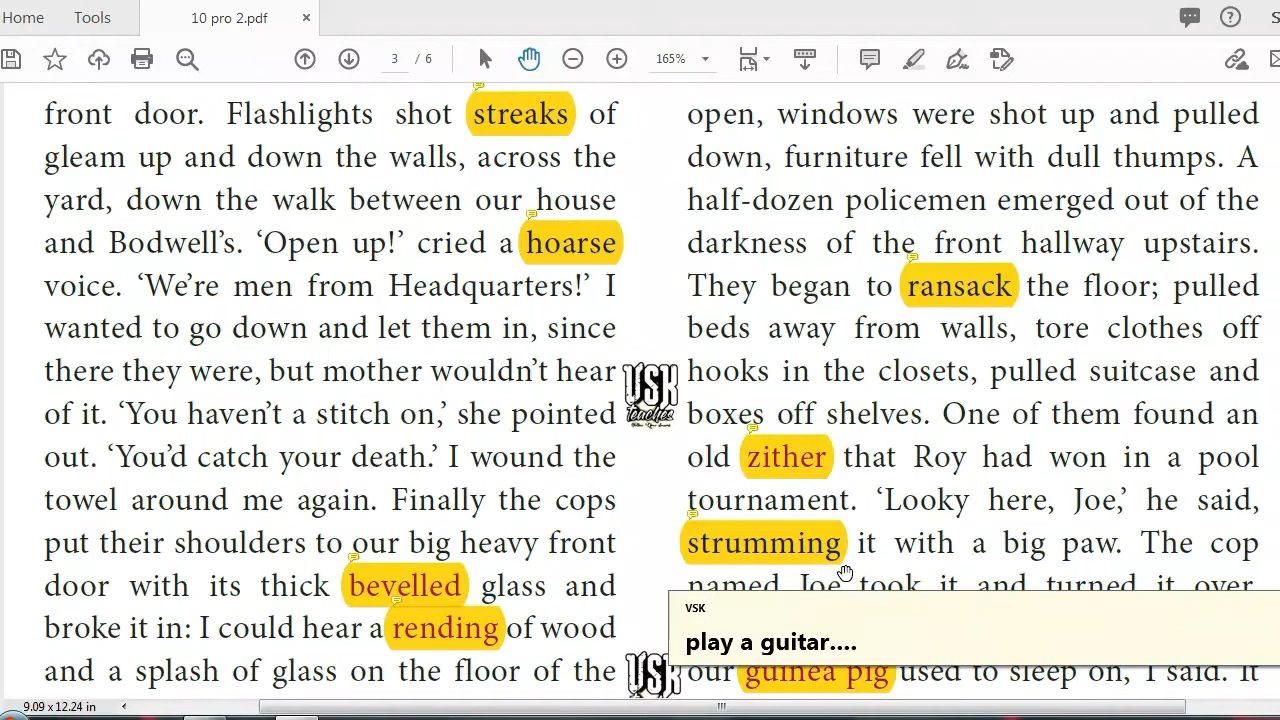 Home Tools 10 pro 2.pdf ×
3 / 6 165%
front door. Flashlights shot streaks of
gleam up and down the walls, across the
yard, down the walk between our house
and Bodwell’s. ‘Open up!’ cried a hoarse
voice. ‘We’re men from Headquarters!’ I
wanted to go down and let them in, since
there they were, but mother wouldn’t hear
of it. ‘You haven’t a stitch on,’ she pointed
out. ‘You’d catch your death.’ I wound the
towel around me again. Finally the cops
put their shoulders to our big heavy front
door with its thick bevelled glass and
broke it in: I could hear a rending of wood
and a splash of glass on the floor of the
VSK
Teaches
VSK
open, windows were shot up and pulled
down, furniture fell with dull thumps. A
half-dozen policemen emerged out of the
darkness of the front hallway upstairs.
They began to ransack the floor; pulled
beds away from walls, tore clothes off
hooks in the closets, pulled suitcase and
boxes off shelves. One of them found an
old zither that Roy had won in a pool
tournament. ‘Looky here, Joe,’ he said,
strumming it with a big paw. The cop
named Joe took it and turned it over.
VSK
play a guitar....
our guinea pig used to sleep on, I said. It
9.09 x 12.24 in